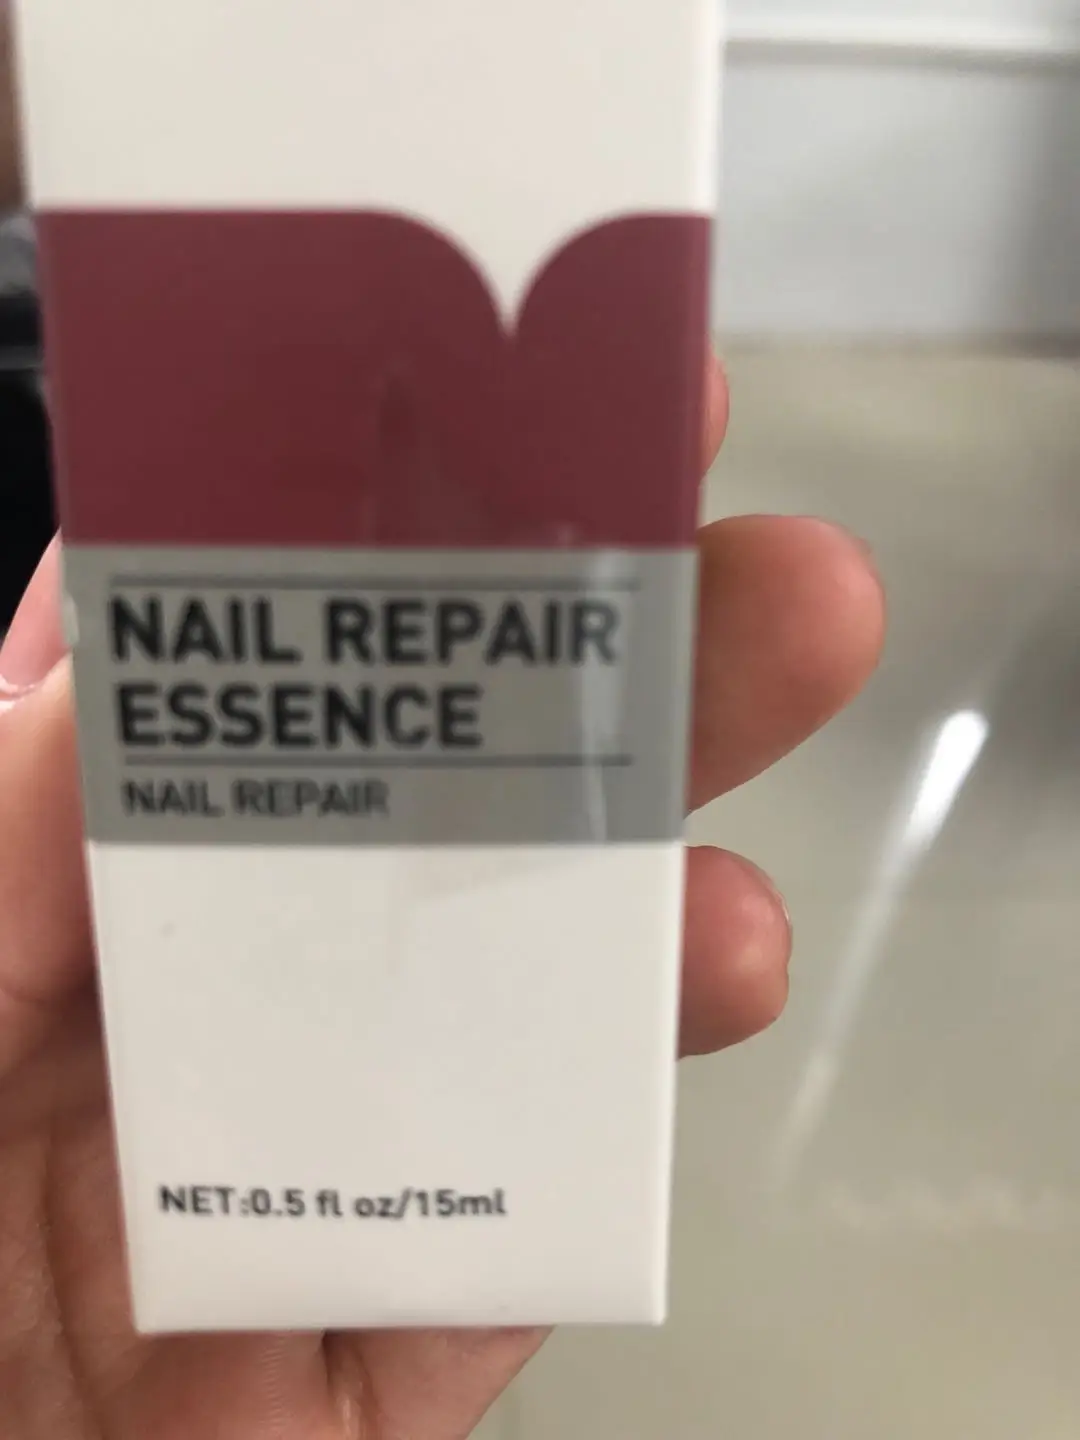 NAIL REPAIR
ESSENCE
NAIL REPAIR
NET:0.5 fl oz/15ml